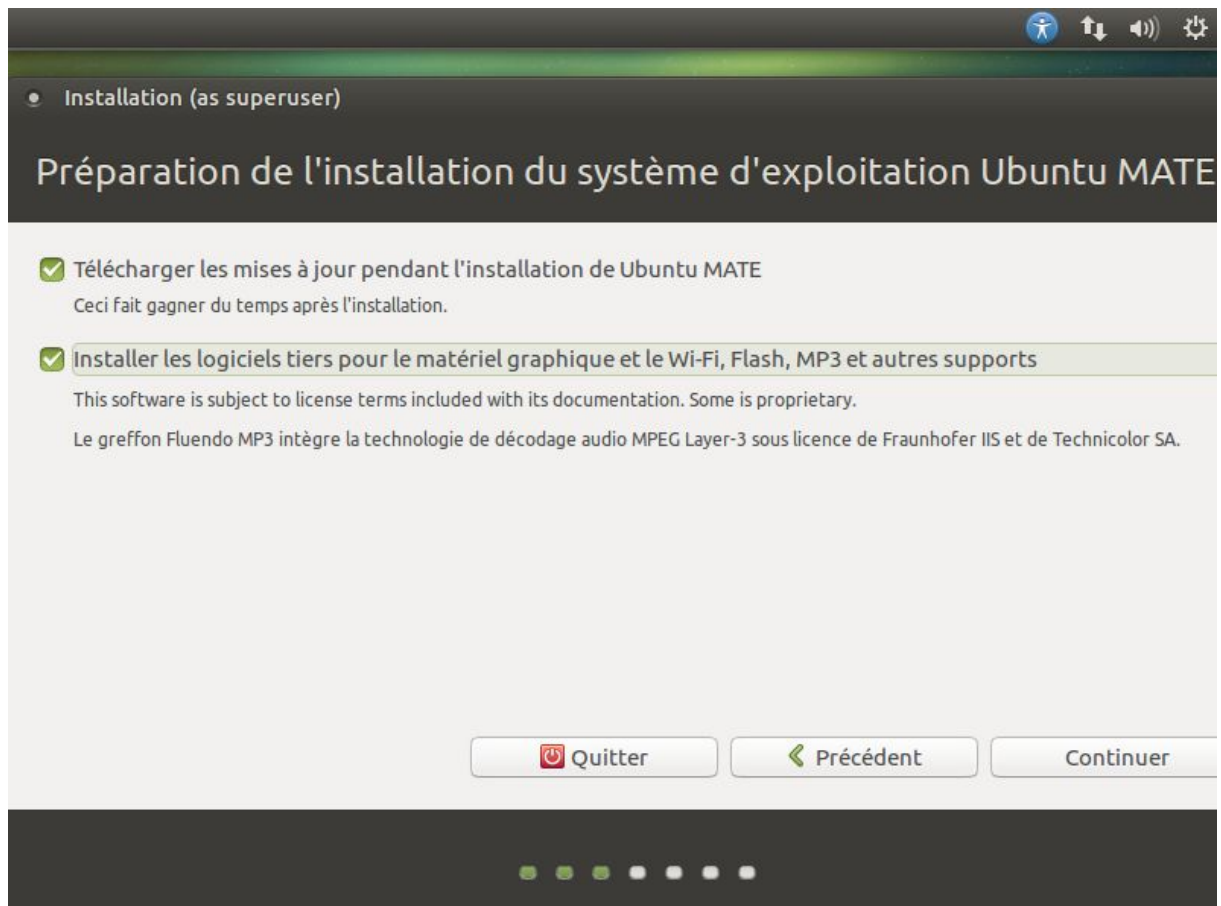 Installation (as superuser)
Préparation de l'installation du système d'exploitation Ubuntu MATE
Télécharger les mises à jour pendant l'installation de Ubuntu MATE
Ceci fait gagner du temps après l'installation.
Installer les logiciels tiers pour le matériel graphique et le Wi-Fi, Flash, MP3 et autres supports
This software is subject to license terms included with its documentation. Some is proprietary.
Le greffon Fluendo MP3 intègre la technologie de décodage audio MPEG Layer-3 sous licence de Fraunhofer IIS et de Technicolor SA.
Quitter
Précédent
Continuer